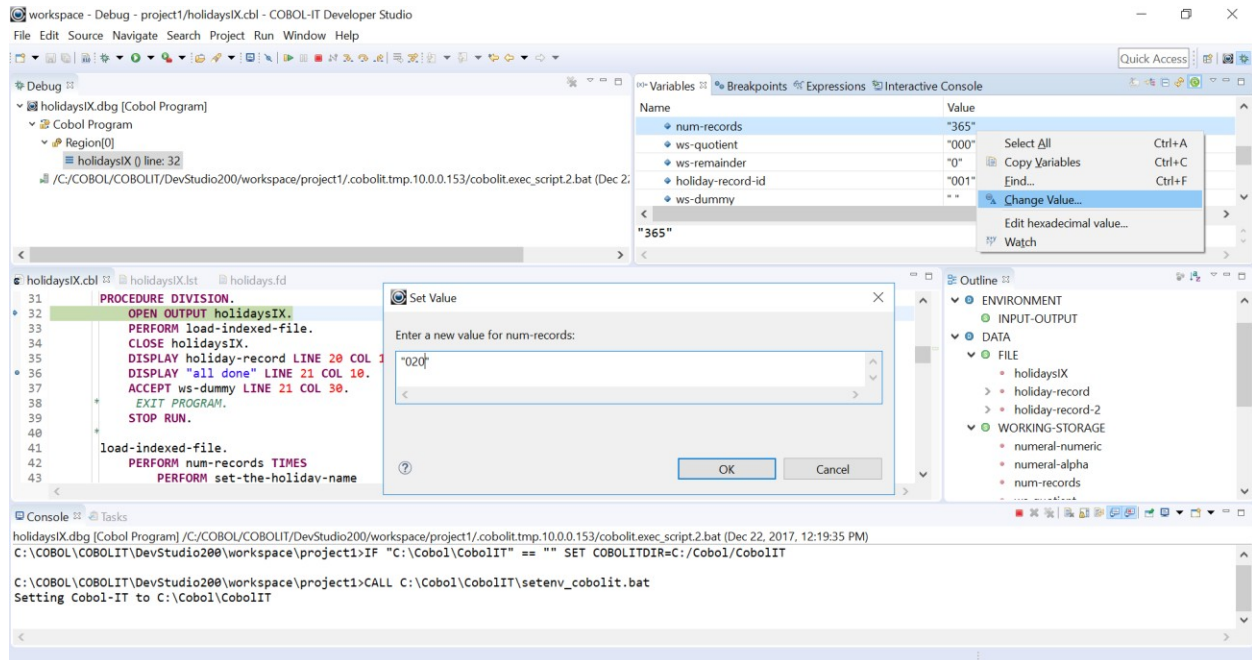 workspace - Debug - project1/holidaysIX.cbl - COBOL-IT Developer Studio
File Edit Source Navigate Search Project Run Window Help
Quick Access
Debug
holidaysIX.dbg [Cobol Program]
Cobol Program
Region[0]
holidaysIX () line: 32
/C:/COBOL/COBOLIT/DevStudio200/workspace/project1/.cobolit.tmp.10.0.0.153/cobolit.exec_script.2.bat (Dec 22
Variables Breakpoints Expressions Interactive Console
Name Value
num-records "365"
ws-quotient "000"
ws-remainder "0"
holiday-record-id "001"
ws-dummy " "
"365"
Select All Ctrl+A
Copy Variables Ctrl+C
Find... Ctrl+F
Change Value...
Edit hexadecimal value...
Watch
holidaysIX.cbl holidaysIX.lst holidays.fd
31 PROCEDURE DIVISION.
32 OPEN OUTPUT holidaysIX.
33 PERFORM load-indexed-file.
34 CLOSE holidaysIX.
35 DISPLAY holiday-record LINE 20 COL 1
36 DISPLAY "all done" LINE 21 COL 10.
37 ACCEPT ws-dummy LINE 21 COL 30.
38 * EXIT PROGRAM.
39 STOP RUN.
40 *
41 load-indexed-file.
42 PERFORM num-records TIMES
43 PERFORM set-the-holiday-name
Set Value
Enter a new value for num-records:
"020"
OK Cancel
Outline
ENVIRONMENT
INPUT-OUTPUT
DATA
FILE
holidaysIX
holiday-record
holiday-record-2
WORKING-STORAGE
numeral-numeric
numeral-alpha
num-records
ws-quotient
Console Tasks
holidaysIX.dbg [Cobol Program] /C:/COBOL/COBOLIT/DevStudio200/workspace/project1/.cobolit.tmp.10.0.0.153/cobolit.exec_script.2.bat (Dec 22, 2017, 12:19:35 PM)
C:\COBOL\COBOLIT\DevStudio200\workspace\project1>IF "C:\Cobol\CobolIT" == "" SET COBOLITDIR=C:/Cobol/CobolIT
C:\COBOL\COBOLIT\DevStudio200\workspace\project1>CALL C:\Cobol\CobolIT\setenv_cobolit.bat
Setting Cobol-IT to C:\Cobol\CobolIT